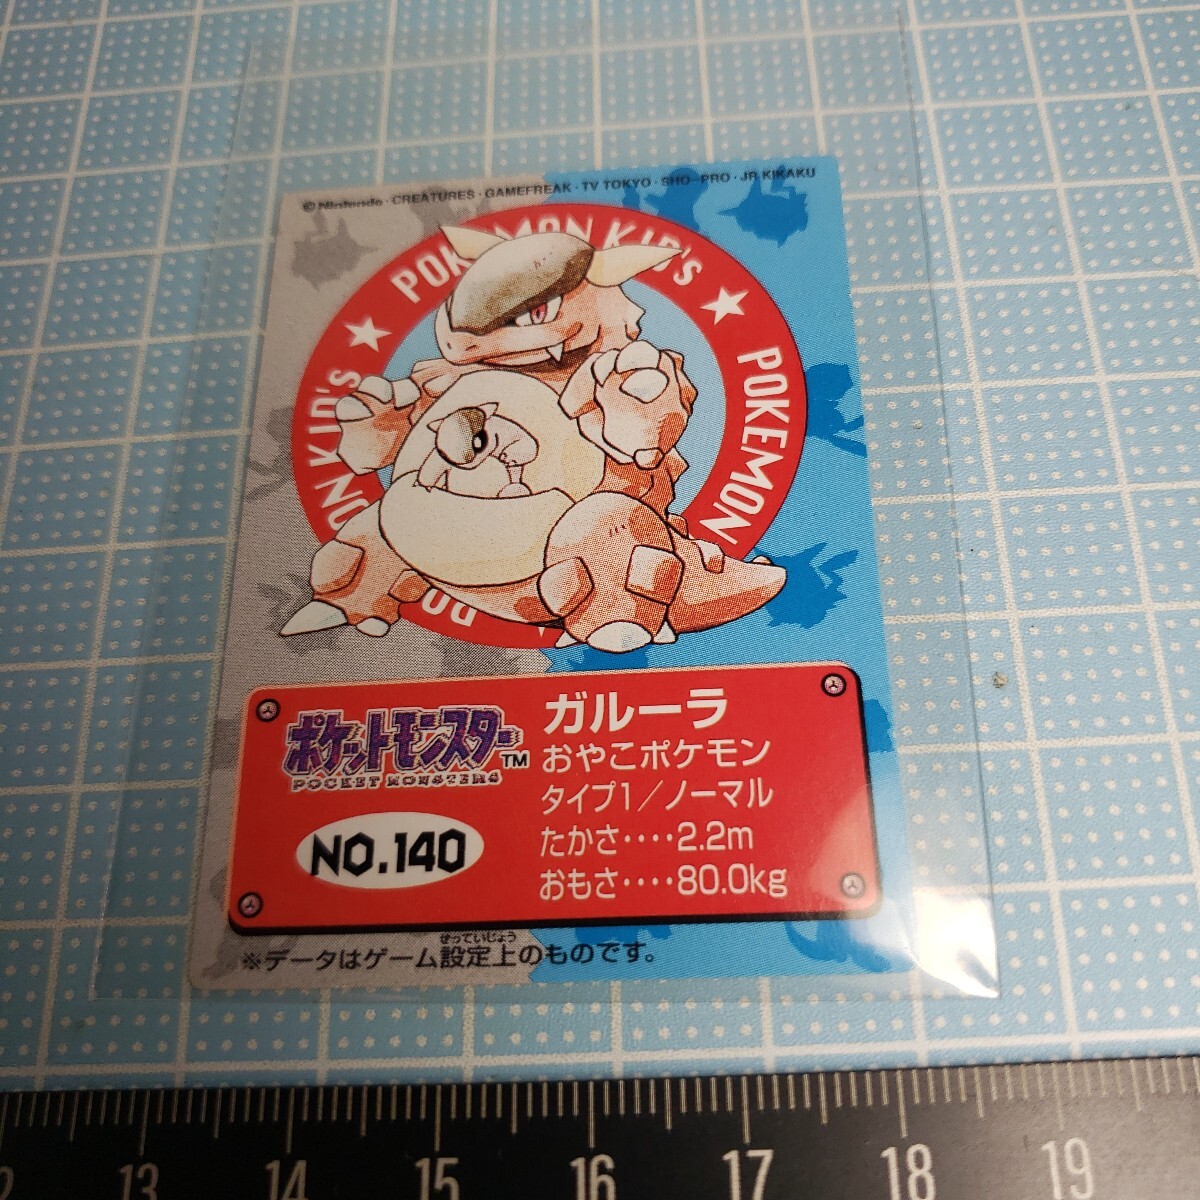 ©Nintendo・CREATURES・GAMEFREAK・TV TOKYO・SHO-PRO・JR KIKAKU
POKEMON KID'S ★ POKEMON
ON KID'S ★
ポケットモンスター TM
POCKET MONSTERS
NO.140
ガルーラ
おやこポケモン
タイプ1／ノーマル
たかさ‥‥2.2m
おもさ‥‥80.0kg
せっていじょう
※データはゲーム設定上のものです。
13 14 15 16 17 18 19